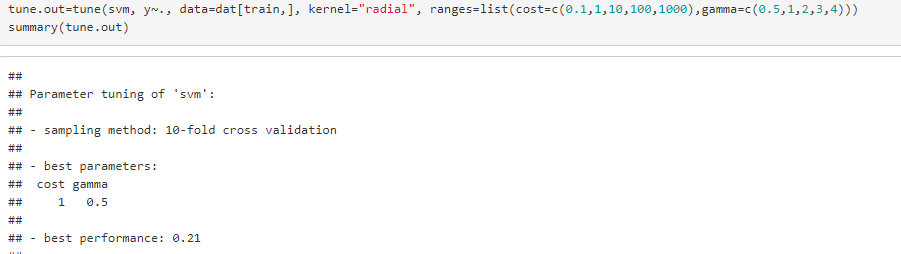 tune.out=tune(svm, y~., data=dat[train,], kernel="radial", ranges=list(cost=c(0.1,1,10,100,1000),gamma=c(0.5,1,2,3,4)))
summary(tune.out)
##
## Parameter tuning of 'svm':
##
## - sampling method: 10-fold cross validation
##
## - best parameters:
##  cost gamma
##     1   0.5
##
## - best performance: 0.21